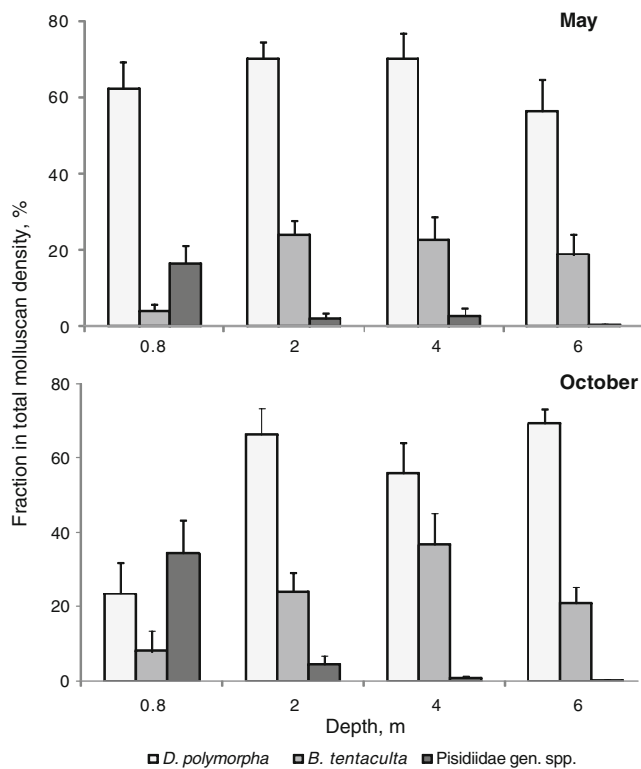 May
Fraction in total molluscan density, %
80
60
40
20
0
0.8 2 4 6
October
80
60
40
20
0
0.8 2 4 6
Depth, m
D. polymorpha B. tentaculta Pisidiidae gen. spp.